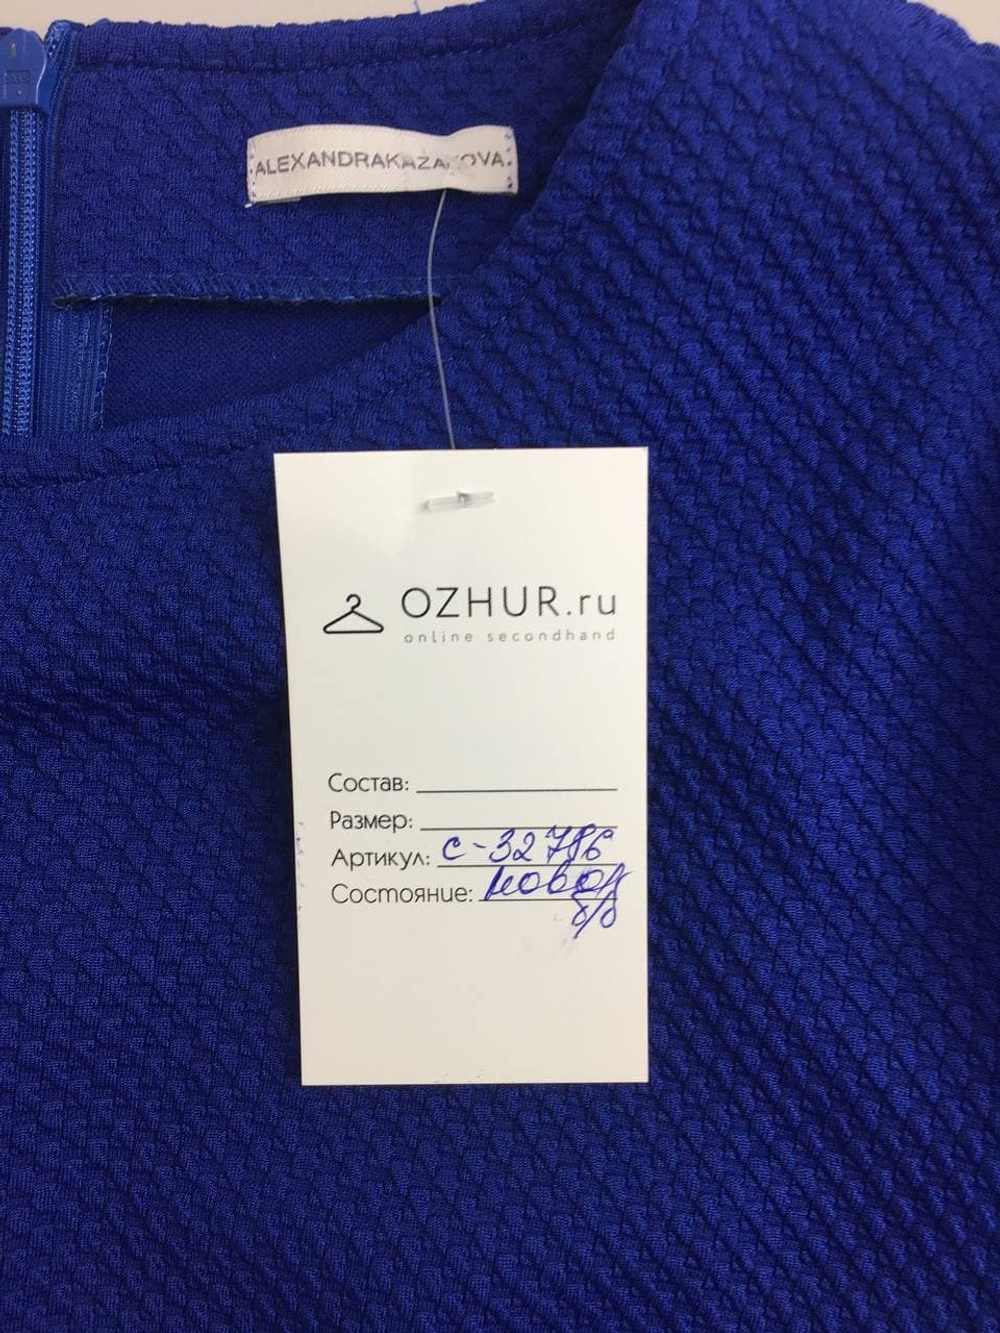 ALEXANDRAKAZAKOVA
OZHUR.ru
online secondhand
Состав:
Размер:
Артикул: С-32786
Состояние: новое
б/б